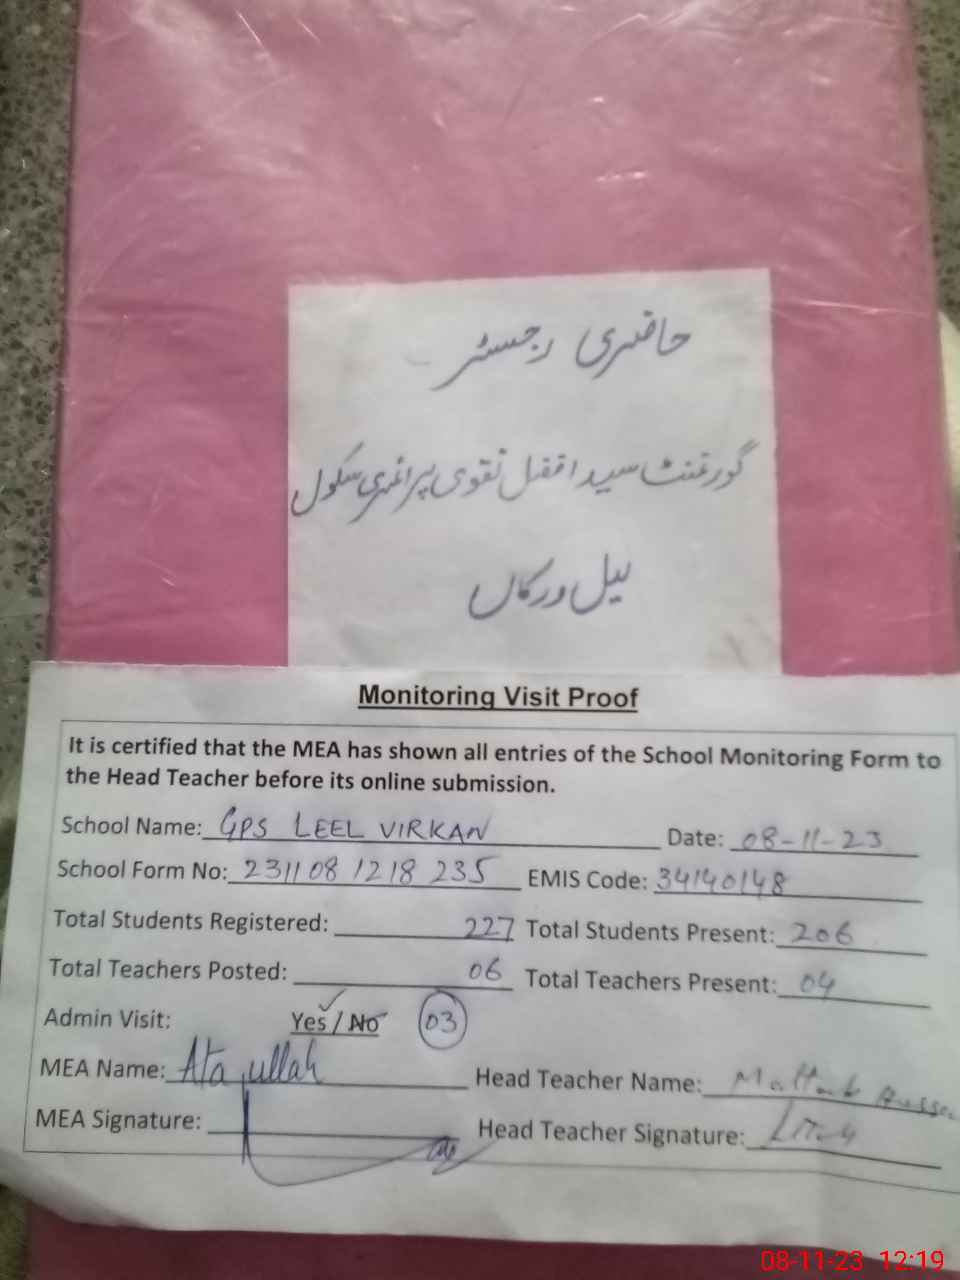 حاضری رجسٹر
گورنمنٹ سید افضل نقوی پرائمری سکول
لیل ورکاں
Monitoring Visit Proof
It is certified that the MEA has shown all entries of the School Monitoring Form to
the Head Teacher before its online submission.
School Name: GPS LEEL VIRKAN Date: 08-11-23
School Form No: 231108 1218 235 EMIS Code: 34140148
Total Students Registered: 227 Total Students Present: 206
Total Teachers Posted: 06 Total Teachers Present: 04
Admin Visit: Yes / No 03
MEA Name: Ata ullah Head Teacher Name:
MEA Signature: Head Teacher Signature:
08-11-23 12:19